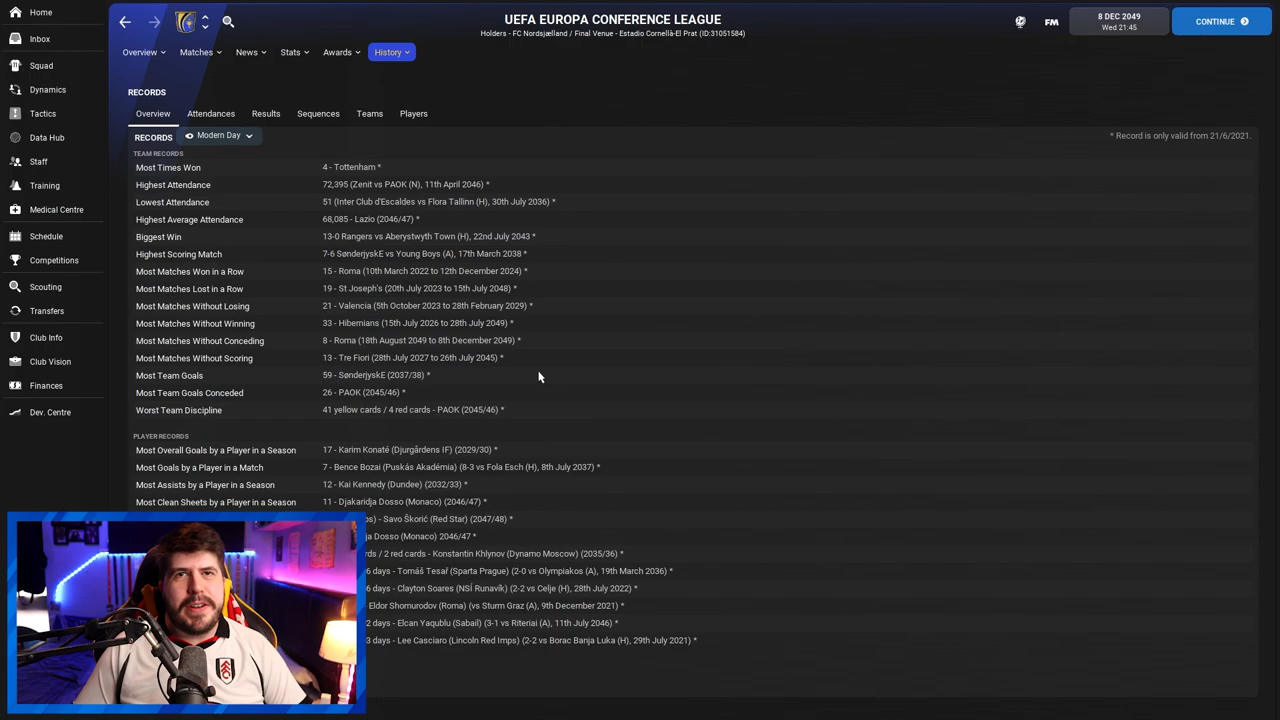 Home
Inbox
Squad
Dynamics
Tactics
Data Hub
Staff
Training
Medical Centre
Schedule
Competitions
Scouting
Transfers
Club Info
Club Vision
Finances
Dev. Centre
UEFA EUROPA CONFERENCE LEAGUE
Holders - FC Nordsjælland / Final Venue - Estadio Cornellà-El Prat (ID:31051584)
FM
8 DEC 2049
Wed 21:45
CONTINUE
Overview Matches News Stats Awards History
RECORDS
Overview Attendances Results Sequences Teams Players
RECORDS Modern Day * Record is only valid from 21/6/2021.
TEAM RECORDS
Most Times Won 4 - Tottenham *
Highest Attendance 72,395 (Zenit vs PAOK (N), 11th April 2046) *
Lowest Attendance 51 (Inter Club d'Escaldes vs Flora Tallinn (H), 30th July 2036) *
Highest Average Attendance 68,085 - Lazio (2046/47) *
Biggest Win 13-0 Rangers vs Aberystwyth Town (H), 22nd July 2043 *
Highest Scoring Match 7-6 SønderjyskE vs Young Boys (A), 17th March 2038 *
Most Matches Won in a Row 15 - Roma (10th March 2022 to 12th December 2024) *
Most Matches Lost in a Row 19 - St Joseph's (20th July 2023 to 15th July 2048) *
Most Matches Without Losing 21 - Valencia (5th October 2023 to 28th February 2029) *
Most Matches Without Winning 33 - Hibernians (15th July 2026 to 28th July 2049) *
Most Matches Without Conceding 8 - Roma (18th August 2049 to 8th December 2049) *
Most Matches Without Scoring 13 - Tre Fiori (28th July 2027 to 26th July 2045) *
Most Team Goals 59 - SønderjyskE (2037/38) *
Most Team Goals Conceded 26 - PAOK (2045/46) *
Worst Team Discipline 41 yellow cards / 4 red cards - PAOK (2045/46) *
PLAYER RECORDS
Most Overall Goals by a Player in a Season 17 - Karim Konaté (Djurgårdens IF) (2029/30) *
Most Goals by a Player in a Match 7 - Bence Bozai (Puskás Akadémia) (8-3 vs Fola Esch (H), 8th July 2037) *
Most Assists by a Player in a Season 12 - Kai Kennedy (Dundee) (2032/33) *
Most Clean Sheets by a Player in a Season 11 - Djakaridja Dosso (Monaco) (2046/47) *
ps) - Savo Škorić (Red Star) (2047/48) *
ja Dosso (Monaco) 2046/47 *
rds / 2 red cards - Konstantin Khlynov (Dynamo Moscow) (2035/36) *
6 days - Tomáš Tesař (Sparta Prague) (2-0 vs Olympiakos (A), 19th March 2036) *
6 days - Clayton Soares (NSÍ Runavík) (2-2 vs Celje (H), 28th July 2022) *
- Eldor Shomurodov (Roma) (vs Sturm Graz (A), 9th December 2021) *
2 days - Elcan Yaqublu (Sabail) (3-1 vs Riteriai (A), 11th July 2046) *
3 days - Lee Casciaro (Lincoln Red Imps) (2-2 vs Borac Banja Luka (H), 29th July 2021) *